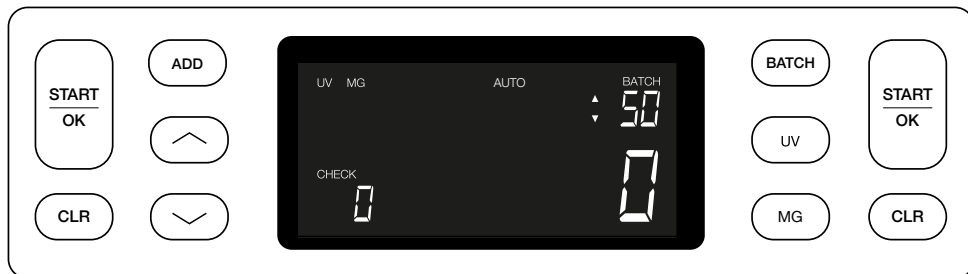 START
OK
CLR
ADD
UV MG AUTO BATCH
50
CHECK
0
0
BATCH
UV
MG
START
OK
CLR